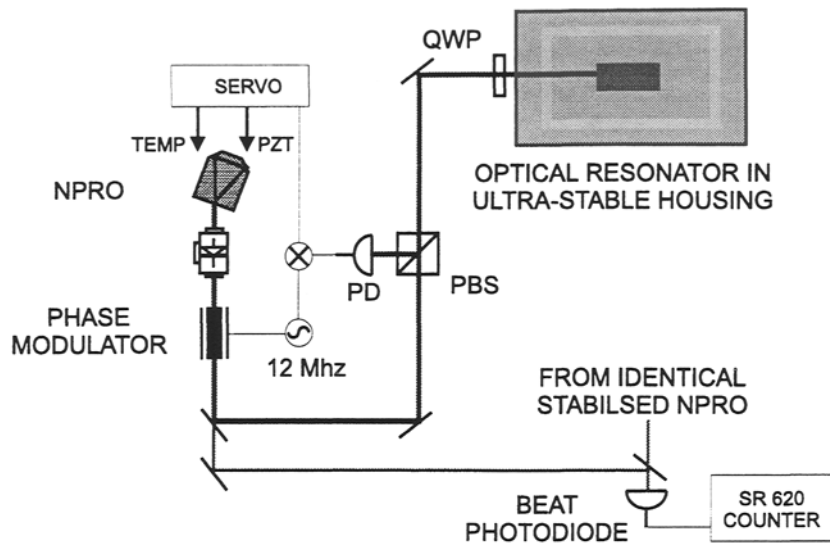 QWP
SERVO
TEMP
PZT
NPRO
OPTICAL RESONATOR IN
ULTRA-STABLE HOUSING
PD
PBS
PHASE
MODULATOR
12 Mhz
FROM IDENTICAL
STABILSED NPRO
BEAT
PHOTODIODE
SR 620
COUNTER